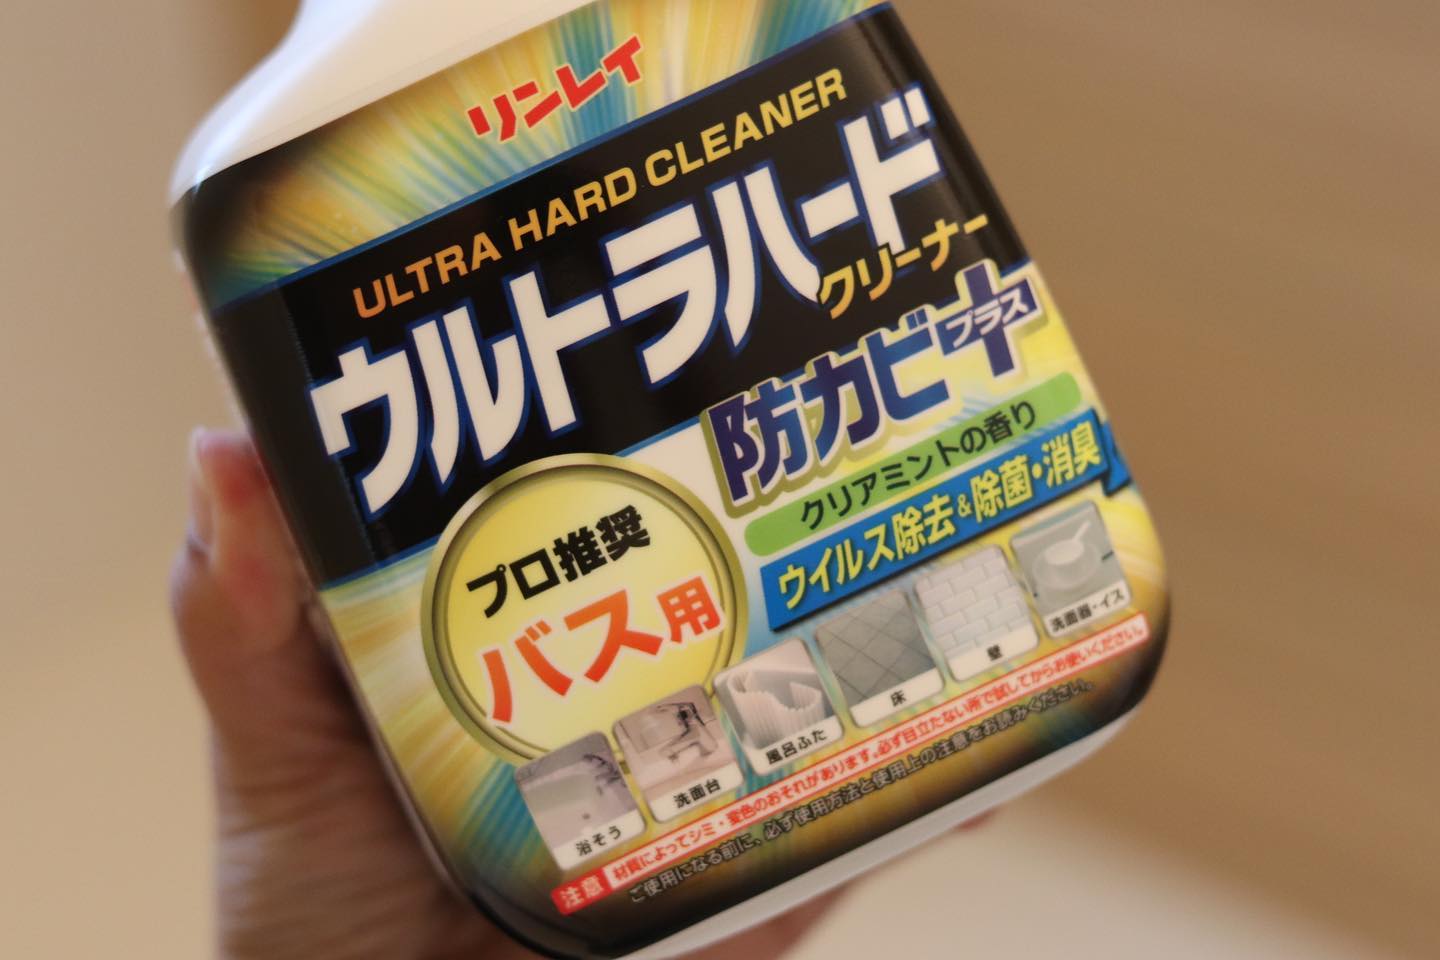 リンレイ
ULTRA HARD CLEANER
ウルトラハード
クリーナー
防カビ+プラス
クリアミントの香り
ウイルス除去&除菌・消臭
プロ推奨
バス用
浴そう
洗面台
風呂ふた
床
壁
洗面器・イス
注意 材質によってシミ・変色のおそれがあります。必ず目立たない所で試してからお使いください。
ご使用になる前に、必ず使用方法と使用上の注意をお読みください。